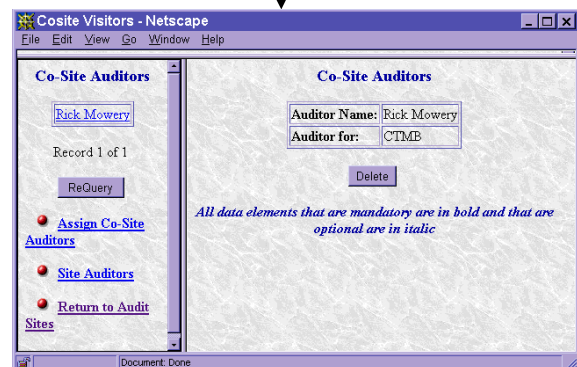 Cosite Visitors - Netscape
File Edit View Go Window Help
Co-Site Auditors
Rick Mowery
Record 1 of 1
ReQuery
Assign Co-Site
Auditors
Site Auditors
Return to Audit
Sites
Co-Site Auditors
Auditor Name: Rick Mowery
Auditor for: CTMB
Delete
All data elements that are mandatory are in bold and that are
optional are in italic
Document: Done